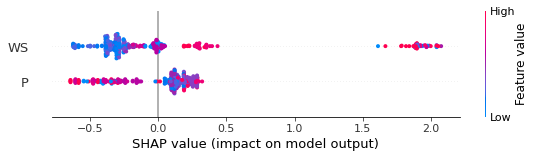 High
WS
P
Feature value
Low
−0.5 0.0 0.5 1.0 1.5 2.0
SHAP value (impact on model output)